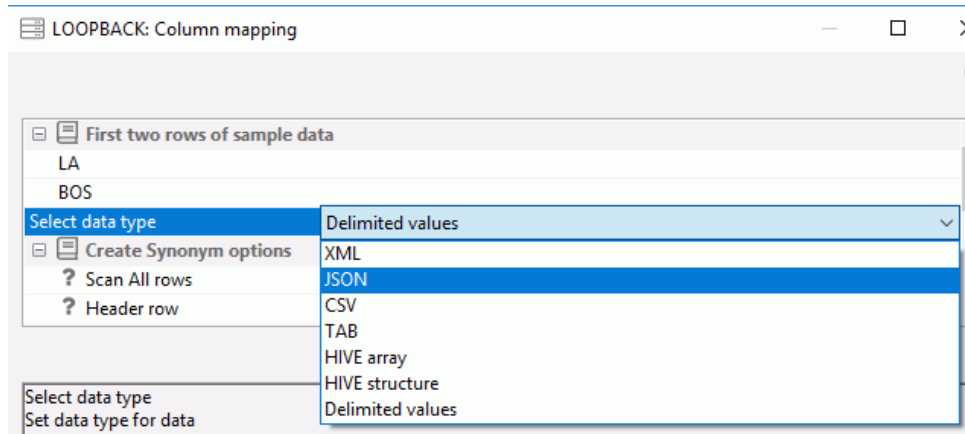 LOOPBACK: Column mapping
First two rows of sample data
LA
BOS
Select data type Delimited values
Create Synonym options
XML
? Scan All rows
JSON
? Header row
CSV
TAB
HIVE array
HIVE structure
Delimited values
Select data type
Set data type for data